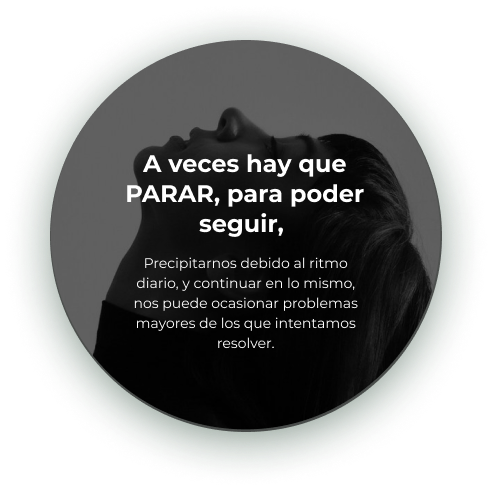 A veces hay que
PARAR, para poder
seguir,
Precipitarnos debido al ritmo
diario, y continuar en lo mismo,
nos puede ocasionar problemas
mayores de los que intentamos
resolver.